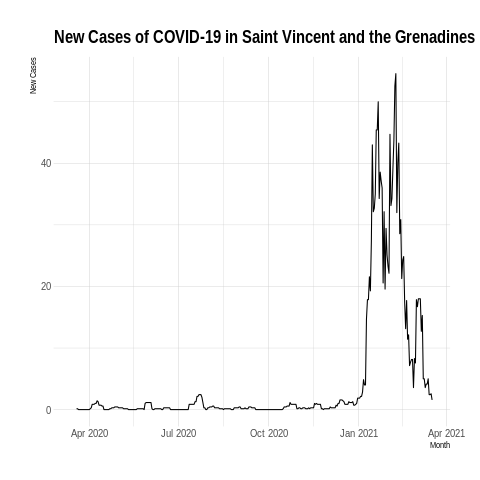 New Cases of COVID-19 in Saint Vincent and the Grenadines
New Cases
40
20
0
Apr 2020 Jul 2020 Oct 2020 Jan 2021 Apr 2021
Month